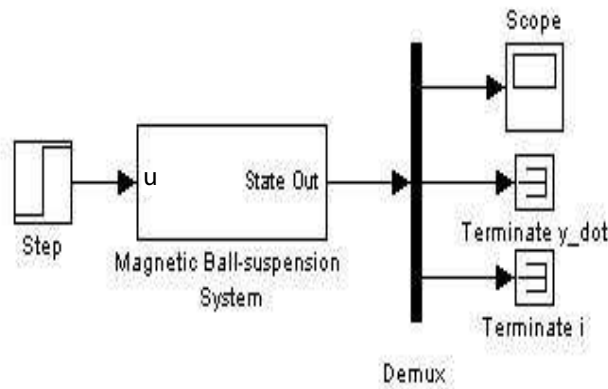 Scope
u
State Out
Step
Magnetic Ball-suspension
System
Terminate y_dot
Terminate i
Demux